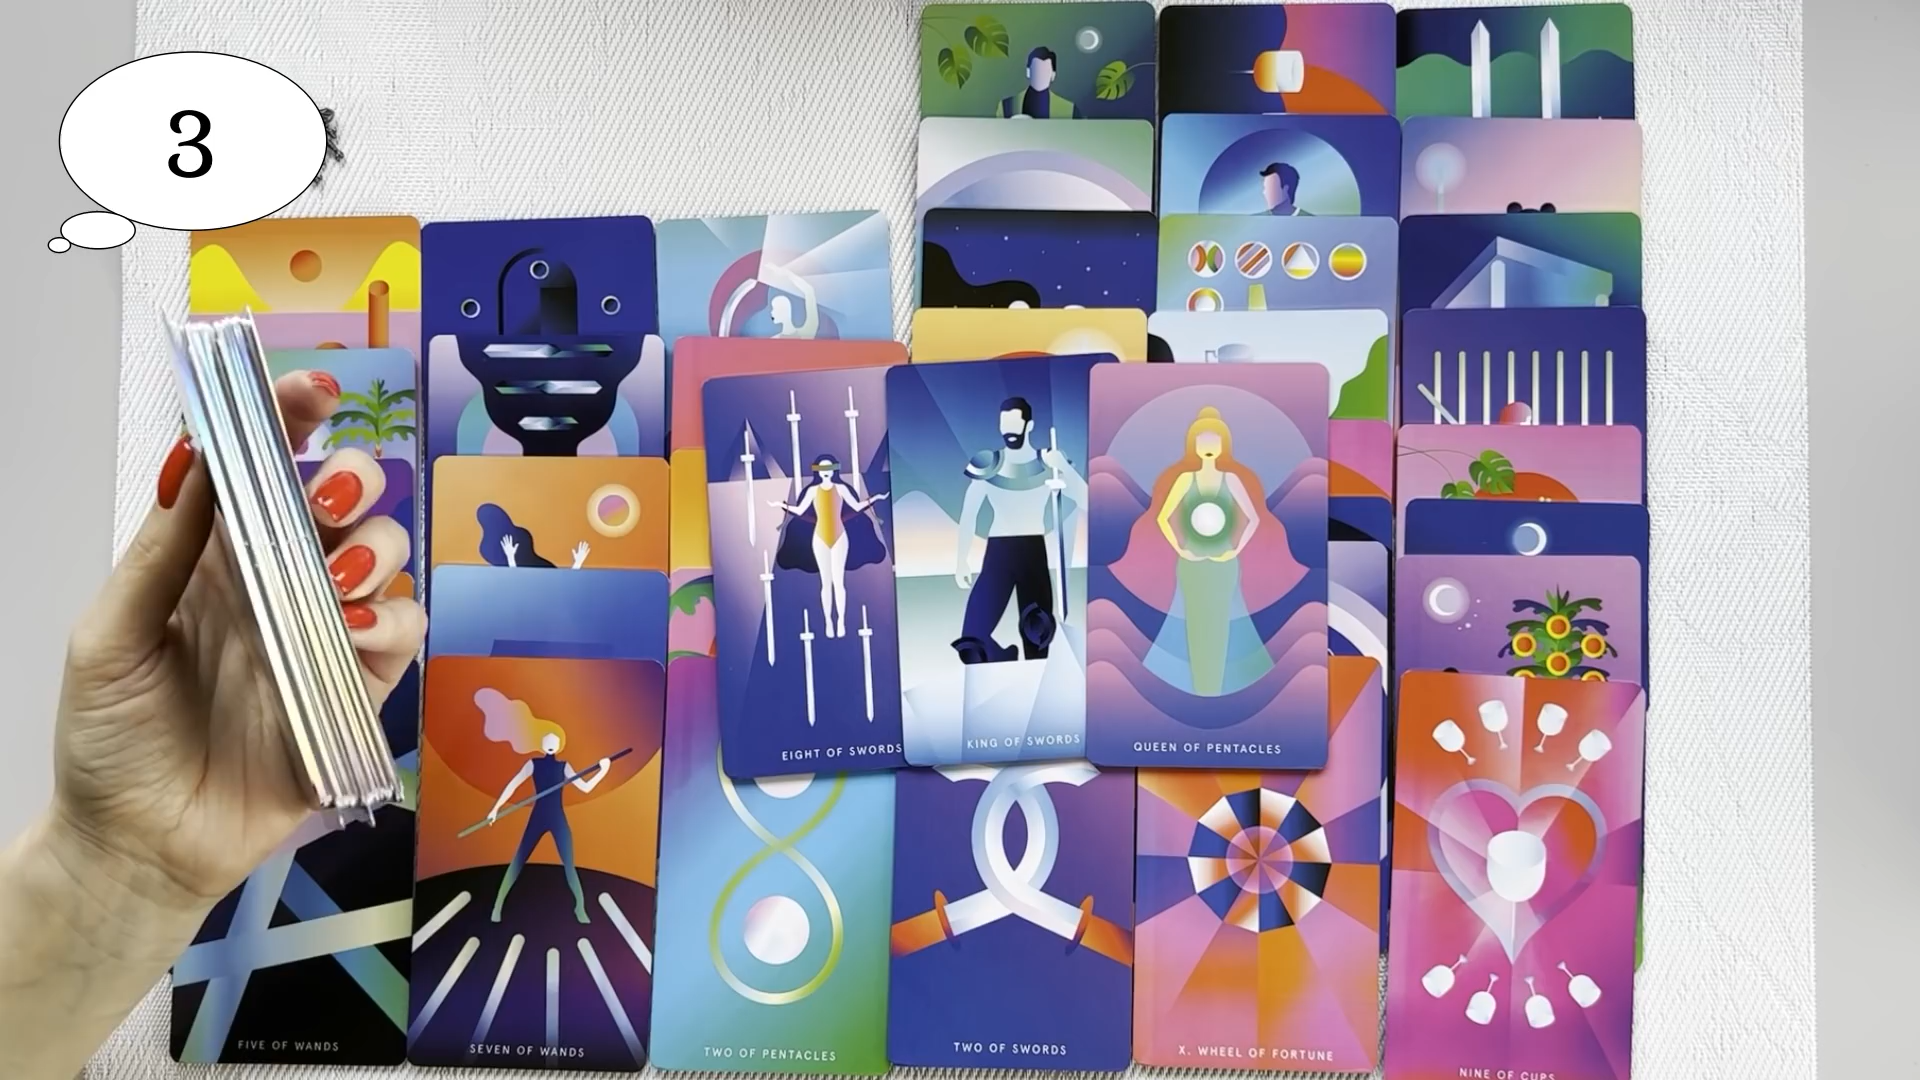 3
EIGHT OF SWORDS
KING OF SWORDS
QUEEN OF PENTACLES
FIVE OF WANDS
SEVEN OF WANDS
TWO OF PENTACLES
TWO OF SWORDS
X. WHEEL OF FORTUNE
NINE OF CUPS